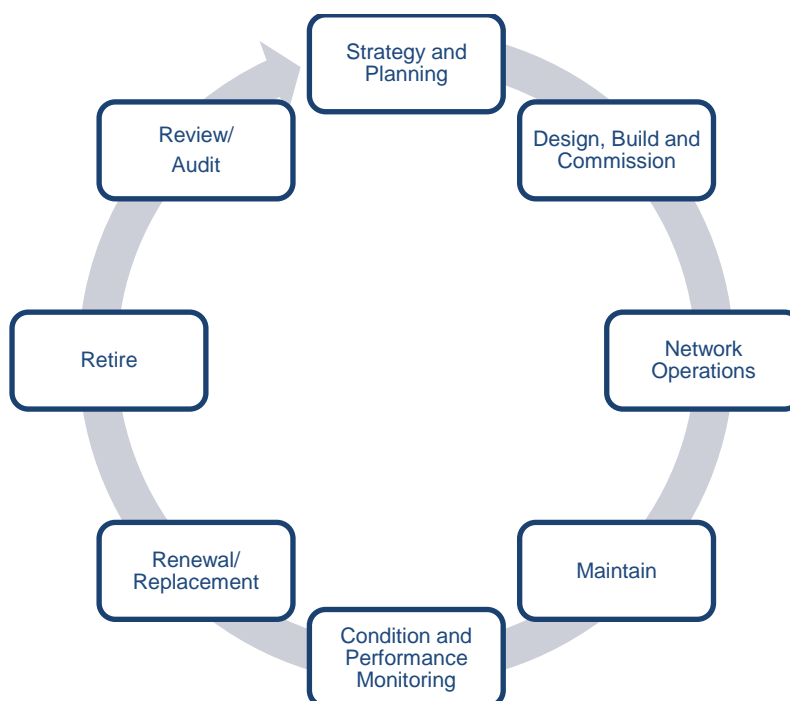 Strategy and
Planning
Design, Build and
Commission
Network
Operations
Maintain
Condition and
Performance
Monitoring
Renewal/
Replacement
Retire
Review/
Audit